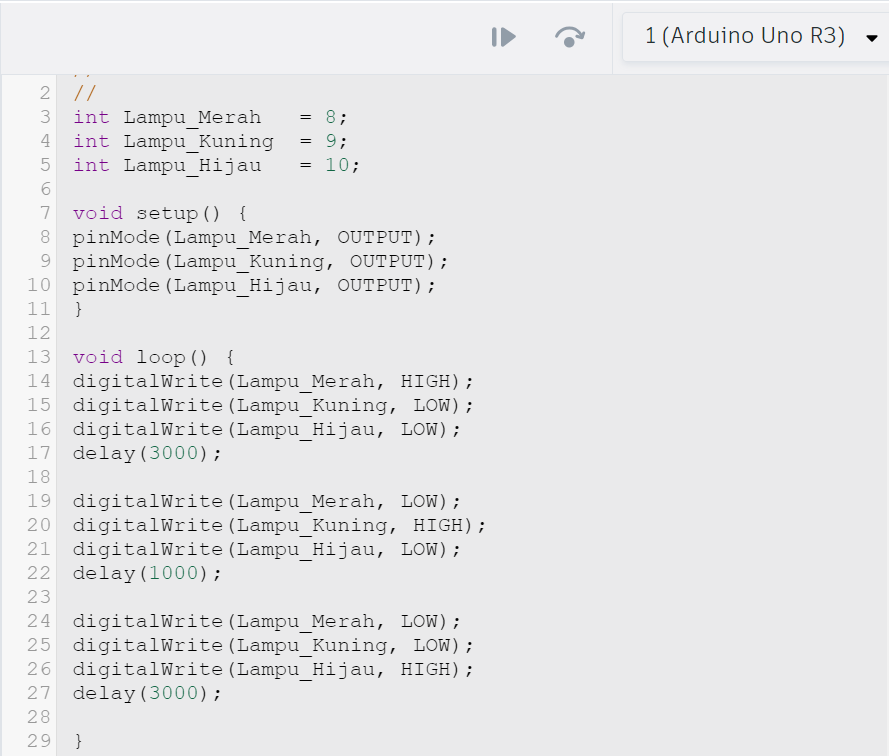 1 (Arduino Uno R3)
2 //
3 int Lampu_Merah   = 8;
4 int Lampu_Kuning  = 9;
5 int Lampu_Hijau   = 10;
6
7 void setup() {
8 pinMode(Lampu_Merah, OUTPUT);
9 pinMode(Lampu_Kuning, OUTPUT);
10 pinMode(Lampu_Hijau, OUTPUT);
11 }
12
13 void loop() {
14 digitalWrite(Lampu_Merah, HIGH);
15 digitalWrite(Lampu_Kuning, LOW);
16 digitalWrite(Lampu_Hijau, LOW);
17 delay(3000);
18
19 digitalWrite(Lampu_Merah, LOW);
20 digitalWrite(Lampu_Kuning, HIGH);
21 digitalWrite(Lampu_Hijau, LOW);
22 delay(1000);
23
24 digitalWrite(Lampu_Merah, LOW);
25 digitalWrite(Lampu_Kuning, LOW);
26 digitalWrite(Lampu_Hijau, HIGH);
27 delay(3000);
28
29 }